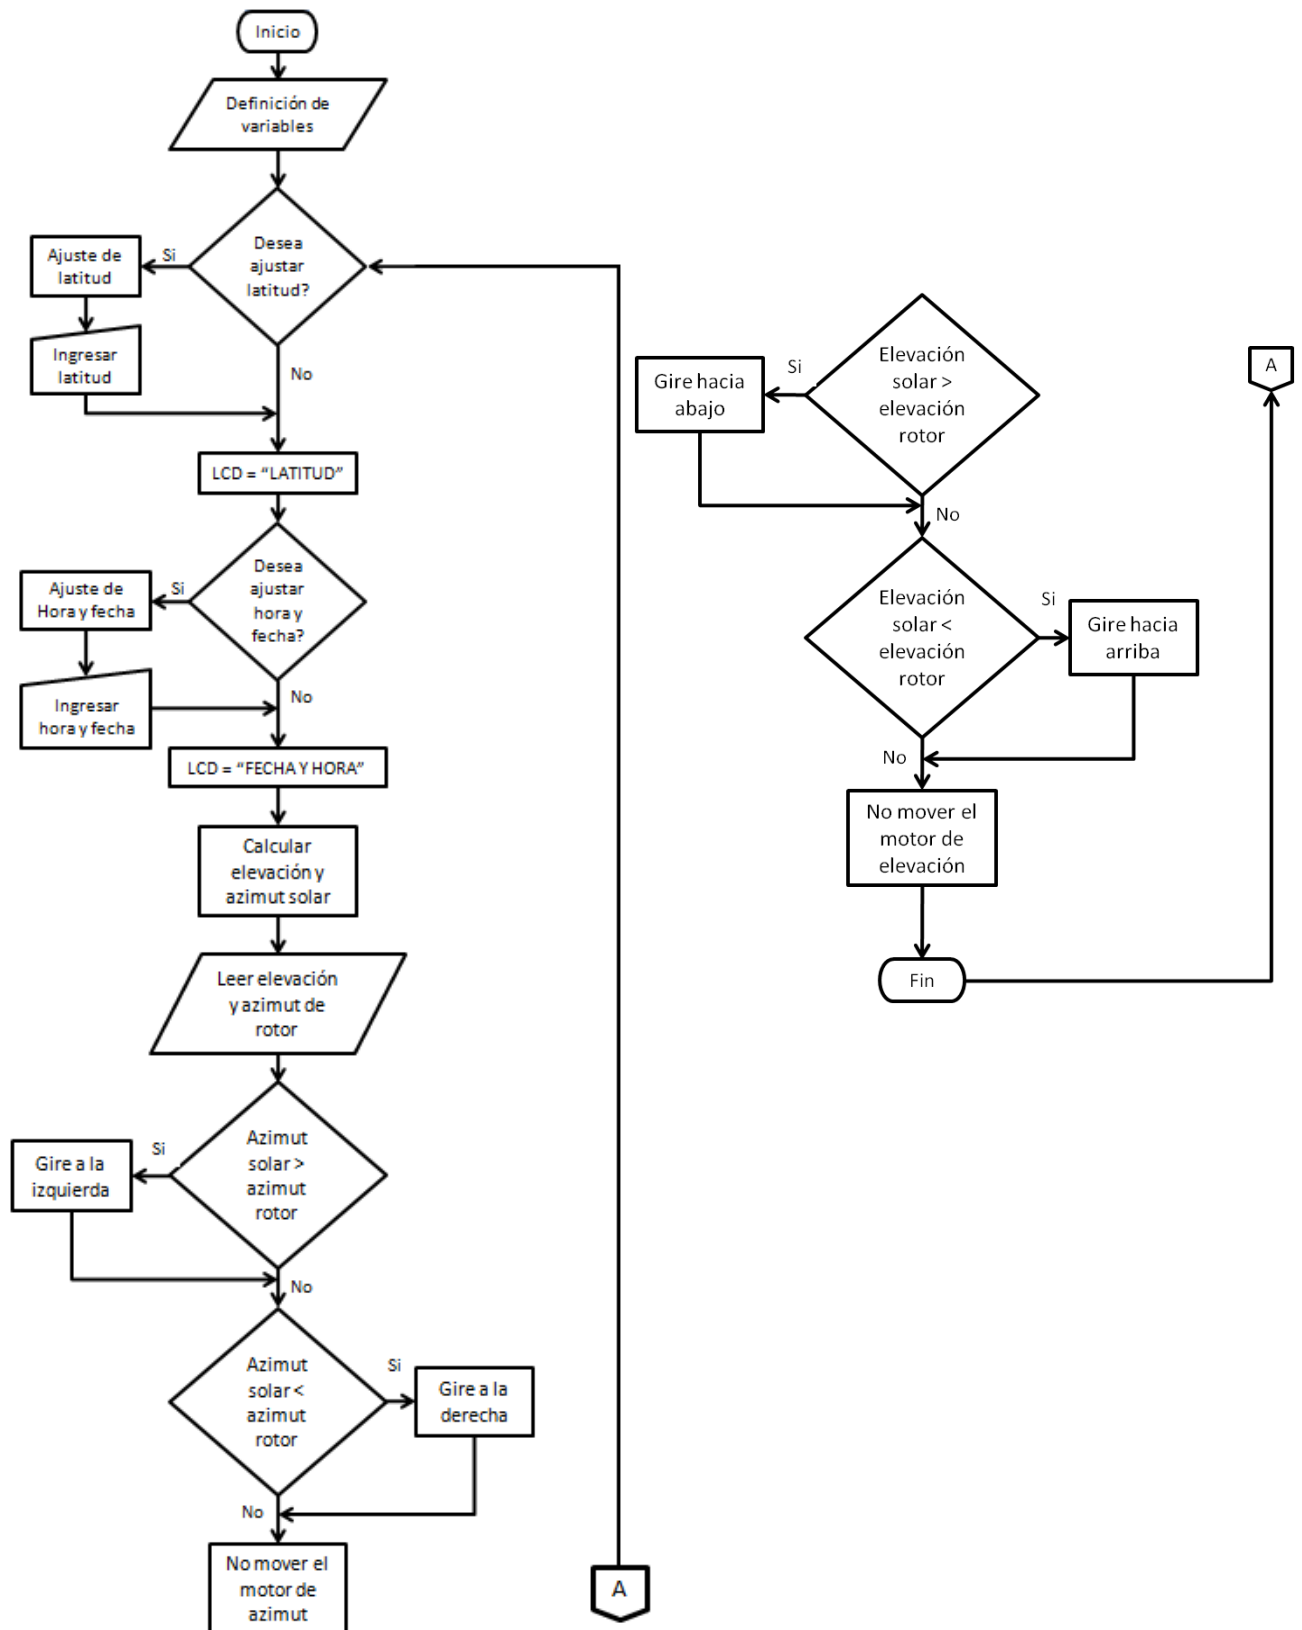 Inicio
Definición de
variables
Desea
ajustar
latitud?
Si
Ajuste de
latitud
Ingresar
latitud
No
LCD = “LATITUD”
Desea
ajustar
hora y
fecha?
Si
Ajuste de
Hora y fecha
Ingresar
hora y fecha
No
LCD = “FECHA Y HORA”
Calcular
elevación y
azimut solar
Leer elevación
y azimut de
rotor
Azimut
solar >
azimut
rotor
Si
Gire a la
izquierda
No
Azimut
solar <
azimut
rotor
Si
Gire a la
derecha
No
No mover el
motor de
azimut
A
Elevación
solar >
elevación
rotor
Si
Gire hacia
abajo
No
Elevación
solar <
elevación
rotor
Si
Gire hacia
arriba
No
No mover el
motor de
elevación
Fin
A